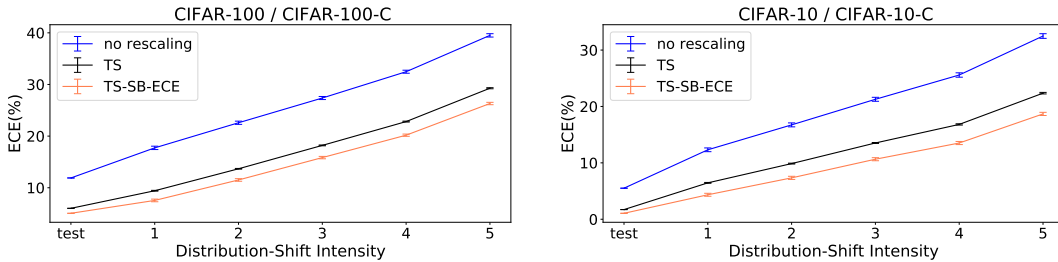 CIFAR-100 / CIFAR-100-C
40
30
20
10
ECE(%)
no rescaling
TS
TS-SB-ECE
test 1 2 3 4 5
Distribution-Shift Intensity
CIFAR-10 / CIFAR-10-C
30
20
10
0
ECE(%)
no rescaling
TS
TS-SB-ECE
test 1 2 3 4 5
Distribution-Shift Intensity